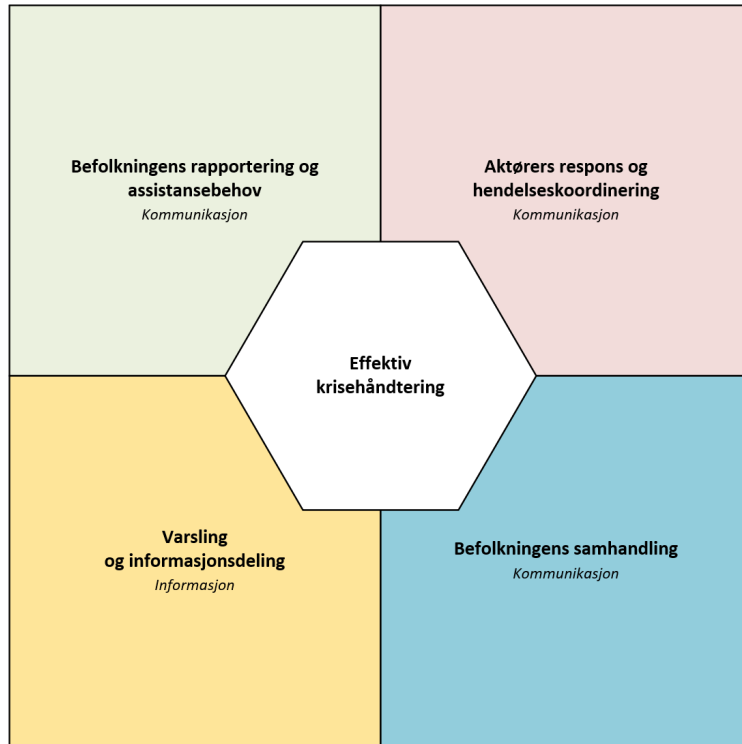 Befolkningens rapportering og
assistansebehov
Kommunikasjon
Aktørers respons og
hendelseskoordinering
Kommunikasjon
Effektiv
krisehåndtering
Varsling
og informasjonsdeling
Informasjon
Befolkningens samhandling
Kommunikasjon